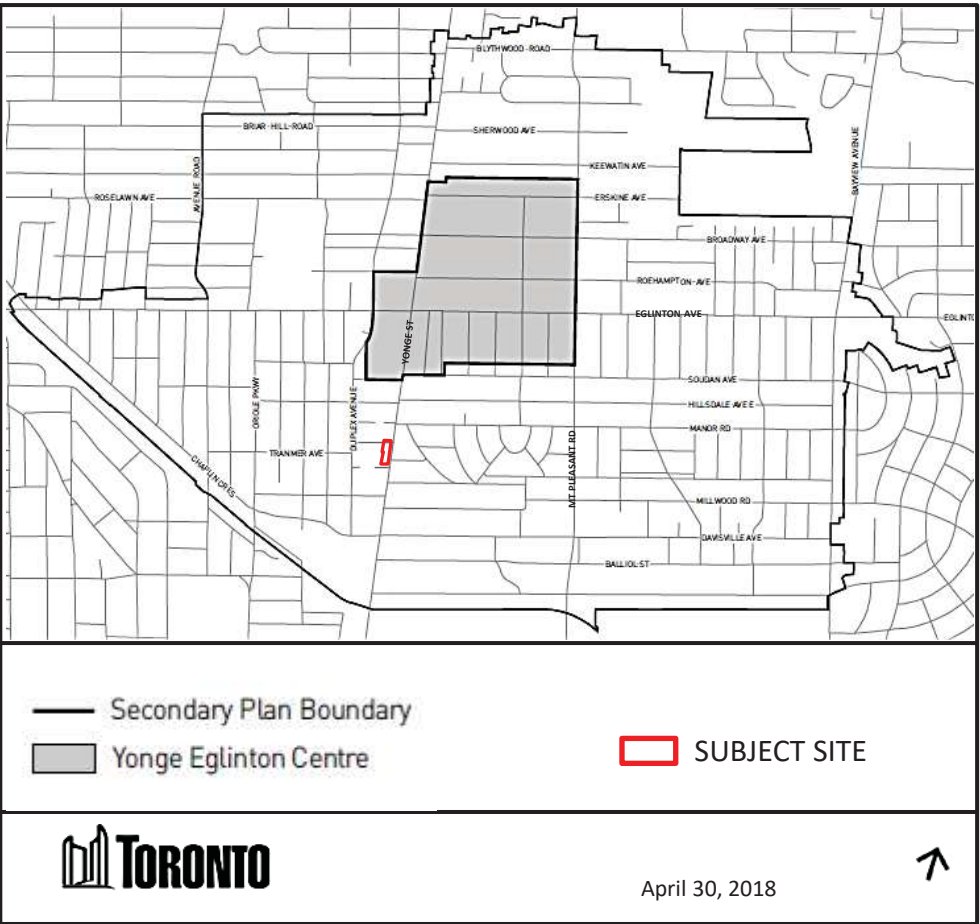 BLYTHWOOD ROAD
BRIAR HILL ROAD
SHERWOOD AVE
BAYVIEW AVENUE
KEEWATIN AVE
AVENUE ROAD
ROSELAWN AVE
ERSKINE AVE
BROADWAY AVE
ROEHAMPTON AVE
EGLINTON AVE
EGLINT
YONGE ST
SOUDAN AVE
ORIOLE PKWY
DUPLEX AVENUE
HILLSDALE AVE E
MANOR RD
TRANMER AVE
MT PLEASANT RD
CHAPLIN CRES
MILLWOOD RD
DAVISVILLE AVE
BALLIOL ST
Secondary Plan Boundary
Yonge Eglinton Centre
SUBJECT SITE
TORONTO
April 30, 2018